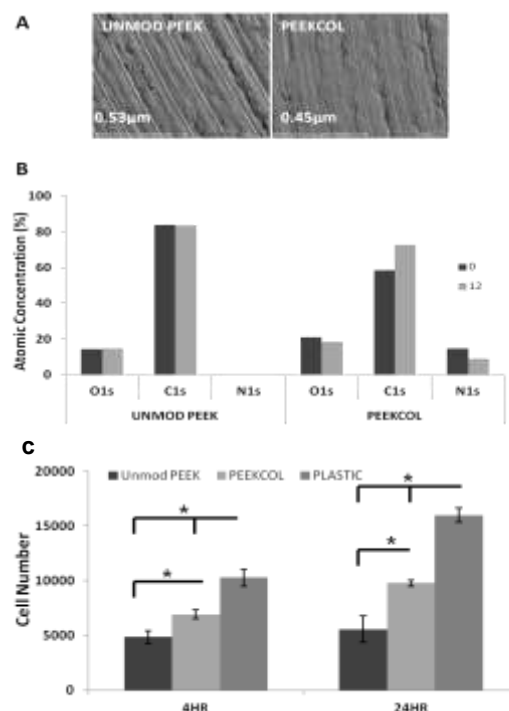 A
UNMOD PEEK PEEKCOL
0.53µm 0.45µm
B
Atomic Concentration (%)
100
80
60
40
20
0
0
12
O1s C1s N1s O1s C1s N1s
UNMOD PEEK PEEKCOL
C
Cell Number
20000
15000
10000
5000
0
Unmod PEEK PEEKCOL PLASTIC
* *
* *
4HR 24HR